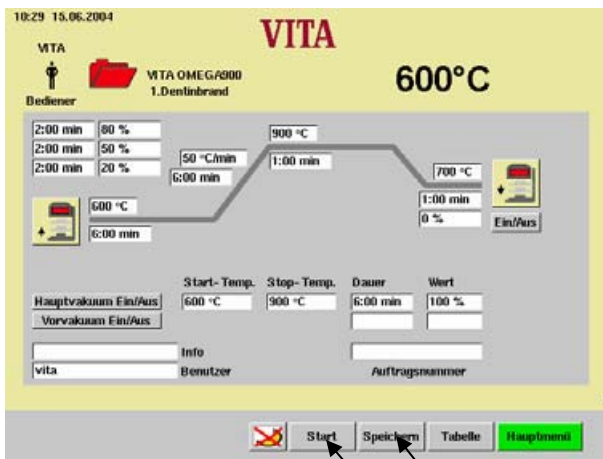 10:29 15.06.2004
VITA
VITA
Bediener
VITA OMEGA900
1.Dentinbrand
600°C
2:00 min 80 %
2:00 min 50 %
2:00 min 20 %
50 °C/min
6:00 min
900 °C
1:00 min
700 °C
1:00 min
0 %
Ein/Aus
600 °C
6:00 min
Start- Temp. Stop- Temp. Dauer Wert
Hauptvakuum Ein/Aus 600 °C 900 °C 6:00 min 100 %
Vorvakuum Ein/Aus
Info
vita Benutzer Auftragsnummer
Start Speichern Tabelle Hauptmenü